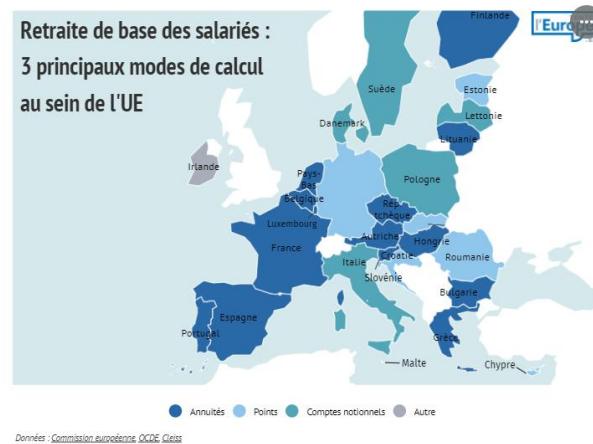 Retraite de base des salariés :
3 principaux modes de calcul
au sein de l'UE
Finlande
l'Europe
Suède
Estonie
Lettonie
Danemark
Lituanie
Irlande
Pays-
Bas
Pologne
Belgique
Rép.
tchèque
Luxembourg
Autriche
Hongrie
France
Croatie
Roumanie
Italie
Slovénie
Bulgarie
Espagne
Portugal
Grèce
Malte
Chypre
Annuités
Points
Comptes notionnels
Autre
Données : Commission européenne, OCDE, Cleiss